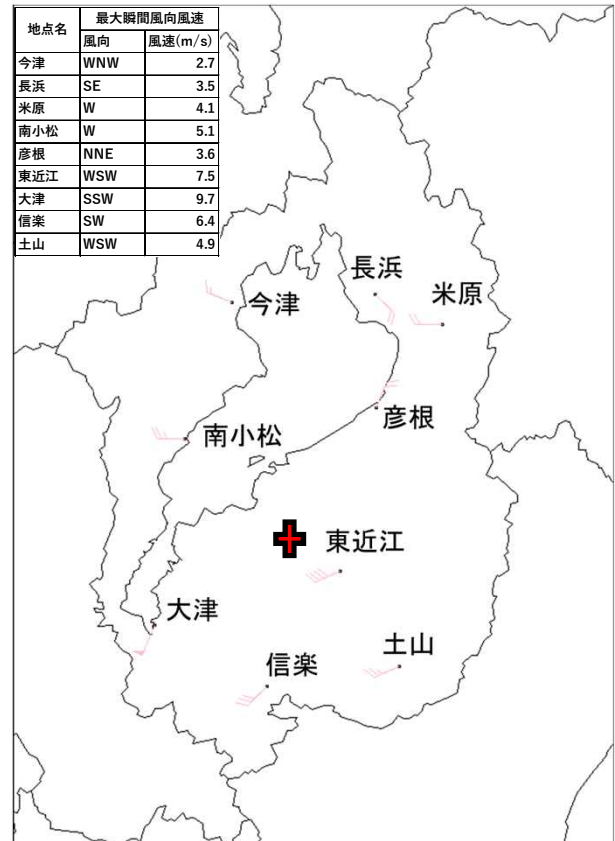 地点名 最大瞬間風向風速
風向 風速(m/s)
今津 WNW 2.7
長浜 SE 3.5
米原 W 4.1
南小松 W 5.1
彦根 NNE 3.6
東近江 WSW 7.5
大津 SSW 9.7
信楽 SW 6.4
土山 WSW 4.9
長浜
米原
今津
彦根
南小松
東近江
大津
土山
信楽